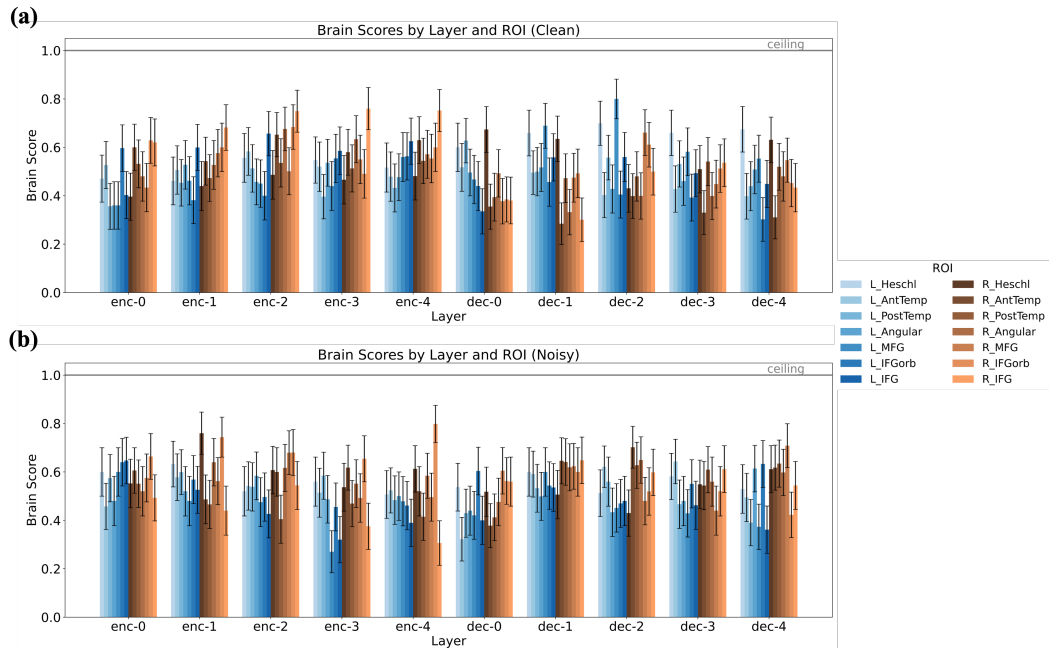 (a)
Brain Scores by Layer and ROI (Clean)
ceiling
1.0
0.8
0.6
0.4
0.2
0.0
Brain Score
enc-0 enc-1 enc-2 enc-3 enc-4 dec-0 dec-1 dec-2 dec-3 dec-4
Layer
ROI
L_Heschl R_Heschl
L_AntTemp R_AntTemp
L_PostTemp R_PostTemp
L_Angular R_Angular
L_MFG R_MFG
L_IFGorb R_IFGorb
L_IFG R_IFG
(b)
Brain Scores by Layer and ROI (Noisy)
ceiling
1.0
0.8
0.6
0.4
0.2
0.0
Brain Score
enc-0 enc-1 enc-2 enc-3 enc-4 dec-0 dec-1 dec-2 dec-3 dec-4
Layer